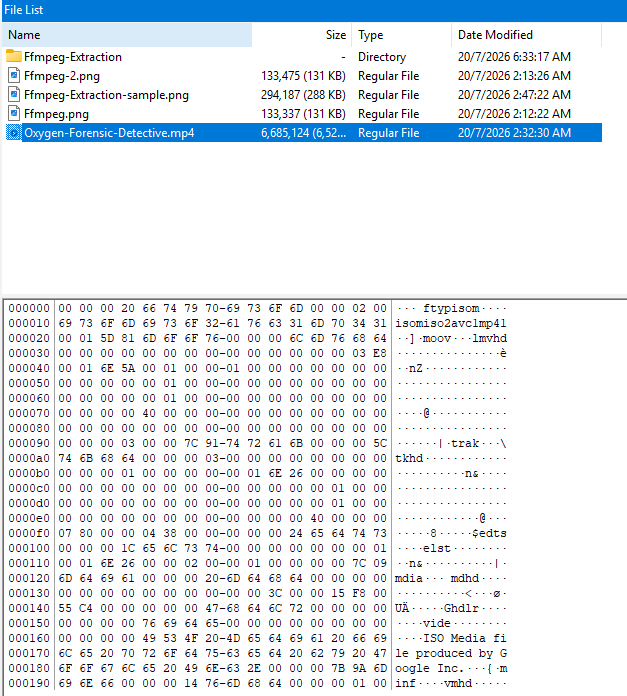 File List
Name Size Type Date Modified
Ffmpeg-Extraction - Directory 20/7/2026 6:33:17 AM
Ffmpeg-2.png 133,475 (131 KB) Regular File 20/7/2026 2:13:26 AM
Ffmpeg-Extraction-sample.png 294,187 (288 KB) Regular File 20/7/2026 2:47:22 AM
Ffmpeg.png 133,337 (131 KB) Regular File 20/7/2026 2:12:22 AM
Oxygen-Forensic-Detective.mp4 6,685,124 (6,52... Regular File 20/7/2026 2:32:30 AM
000000 00 00 00 20 66 74 79 70-69 73 6F 6D 00 00 02 00 ··· ftypisom····
000010 69 73 6F 6D 69 73 6F 32-61 76 63 31 6D 70 34 31 isomiso2avc1mp41
000020 00 01 5D 81 6D 6F 6F 76-00 00 00 6C 6D 76 68 64 ··]·moov···lmvhd
000030 00 00 00 00 00 00 00 00-00 00 00 00 00 00 03 E8 ···············è
000040 00 01 6E 5A 00 01 00 00-01 00 00 00 00 00 00 00 ··nZ············
000050 00 00 00 00 00 01 00 00-00 00 00 00 00 00 00 00 ················
000060 00 00 00 00 00 01 00 00-00 00 00 00 00 00 00 00 ················
000070 00 00 00 00 40 00 00 00-00 00 00 00 00 00 00 00 ····@···········
000080 00 00 00 00 00 00 00 00-00 00 00 00 00 00 00 00 ················
000090 00 00 00 03 00 00 7C 91-74 72 61 6B 00 00 00 5C ······|·trak···\
0000a0 74 6B 68 64 00 00 00 03-00 00 00 00 00 00 00 00 tkhd············
0000b0 00 00 00 01 00 00 00 00-00 01 6E 26 00 00 00 00 ··········n&····
0000c0 00 00 00 00 00 00 00 00-00 00 00 00 00 01 00 00 ················
0000d0 00 00 00 00 00 00 00 00-00 00 00 00 00 01 00 00 ················
0000e0 00 00 00 00 00 00 00 00-00 00 00 00 40 00 00 00 ············@···
0000f0 07 80 00 00 04 38 00 00-00 00 00 24 65 64 74 73 ·····8·····$edts
000100 00 00 00 1C 65 6C 73 74-00 00 00 00 00 00 00 01 ····elst········
000110 00 01 6E 26 00 00 02 00-00 01 00 00 00 00 7C 09 ··n&··········|·
000120 6D 64 69 61 00 00 00 20-6D 64 68 64 00 00 00 00 mdia··· mdhd····
000130 00 00 00 00 00 00 00 00-00 00 3C 00 00 15 F8 00 ··········<···ø·
000140 55 C4 00 00 00 00 00 47-68 64 6C 72 00 00 00 00 UÄ·····Ghdlr····
000150 00 00 00 00 76 69 64 65-00 00 00 00 00 00 00 00 ····vide········
000160 00 00 00 00 49 53 4F 20-4D 65 64 69 61 20 66 69 ····ISO Media fi
000170 6C 65 20 70 72 6F 64 75-63 65 64 20 62 79 20 47 le produced by G
000180 6F 6F 67 6C 65 20 49 6E-63 2E 00 00 00 00 7B 9A 6D oogle Inc.···{·m
000190 69 6E 66 00 00 00 14 76-6D 68 64 00 00 00 01 00 inf····vmhd·····